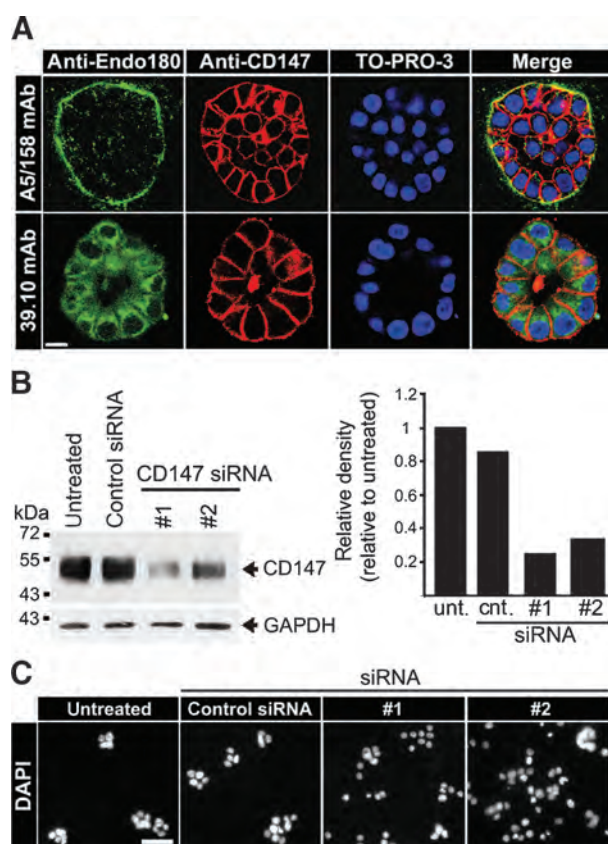 A
Anti-Endo180 Anti-CD147 TO-PRO-3 Merge
A5/158 mAb
39.10 mAb
B
Untreated
Control siRNA
CD147 siRNA
#1 #2
kDa
72
55
43
43
CD147
GAPDH
Relative density
(relative to untreated)
1.2
1
0.8
0.6
0.4
0.2
unt. cnt. #1 #2
siRNA
C
siRNA
Untreated Control siRNA #1 #2
DAPI